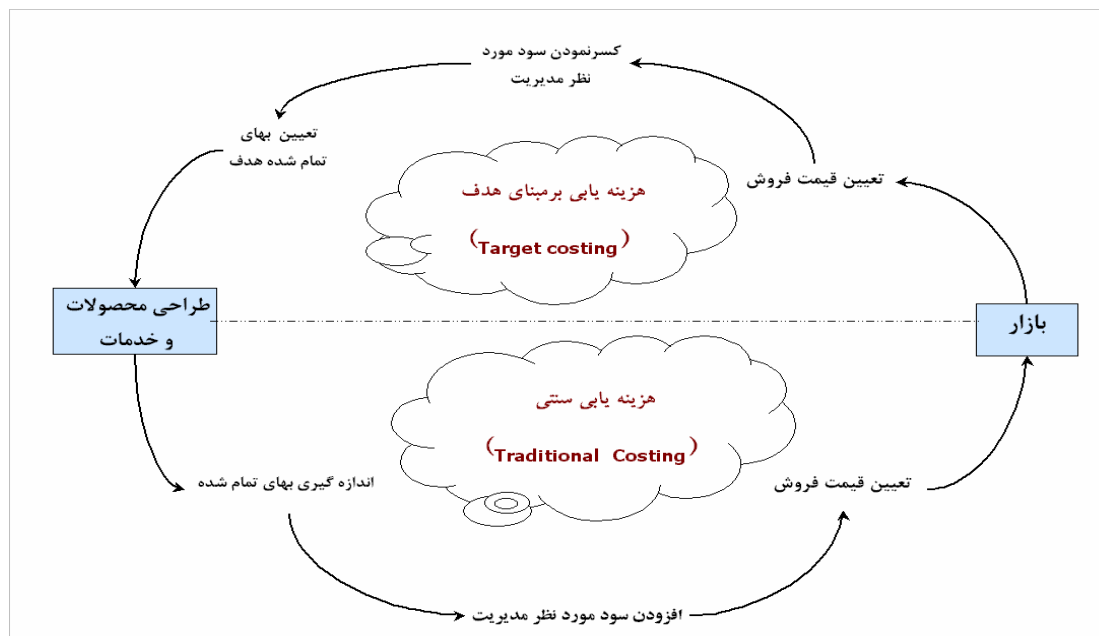 کسرنمودن سود مورد
نظر مدیریت
تعیین بهای
تمام شده هدف
تعیین قیمت فروش
هزینه یابی برمبنای هدف
(Target costing)
طراحی محصولات
و خدمات
بازار
هزینه یابی سنتی
(Traditional Costing)
اندازه گیری بهای تمام شده
تعیین قیمت فروش
افزودن سود مورد نظر مدیریت